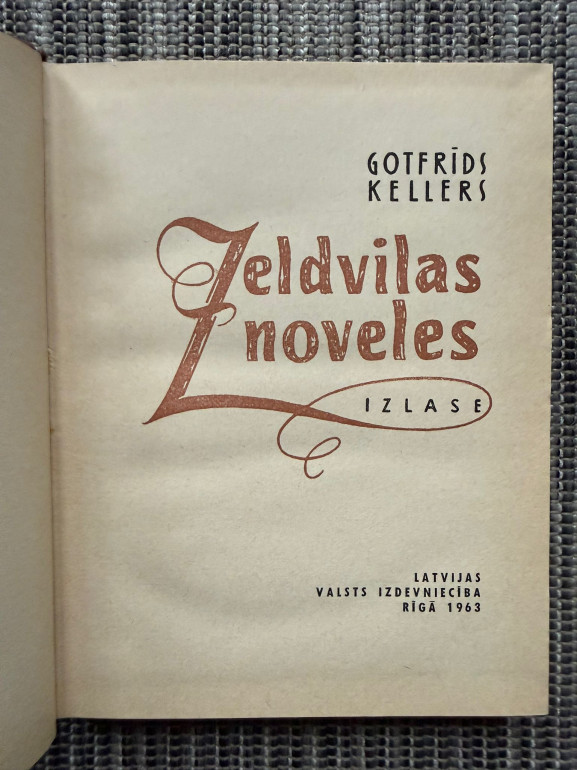 GOTFRĪDS
KELLERS
Zeldvilas
noveles
IZLASE
LATVIJAS
VALSTS IZDEVNIECĪBA
RĪGĀ 1963